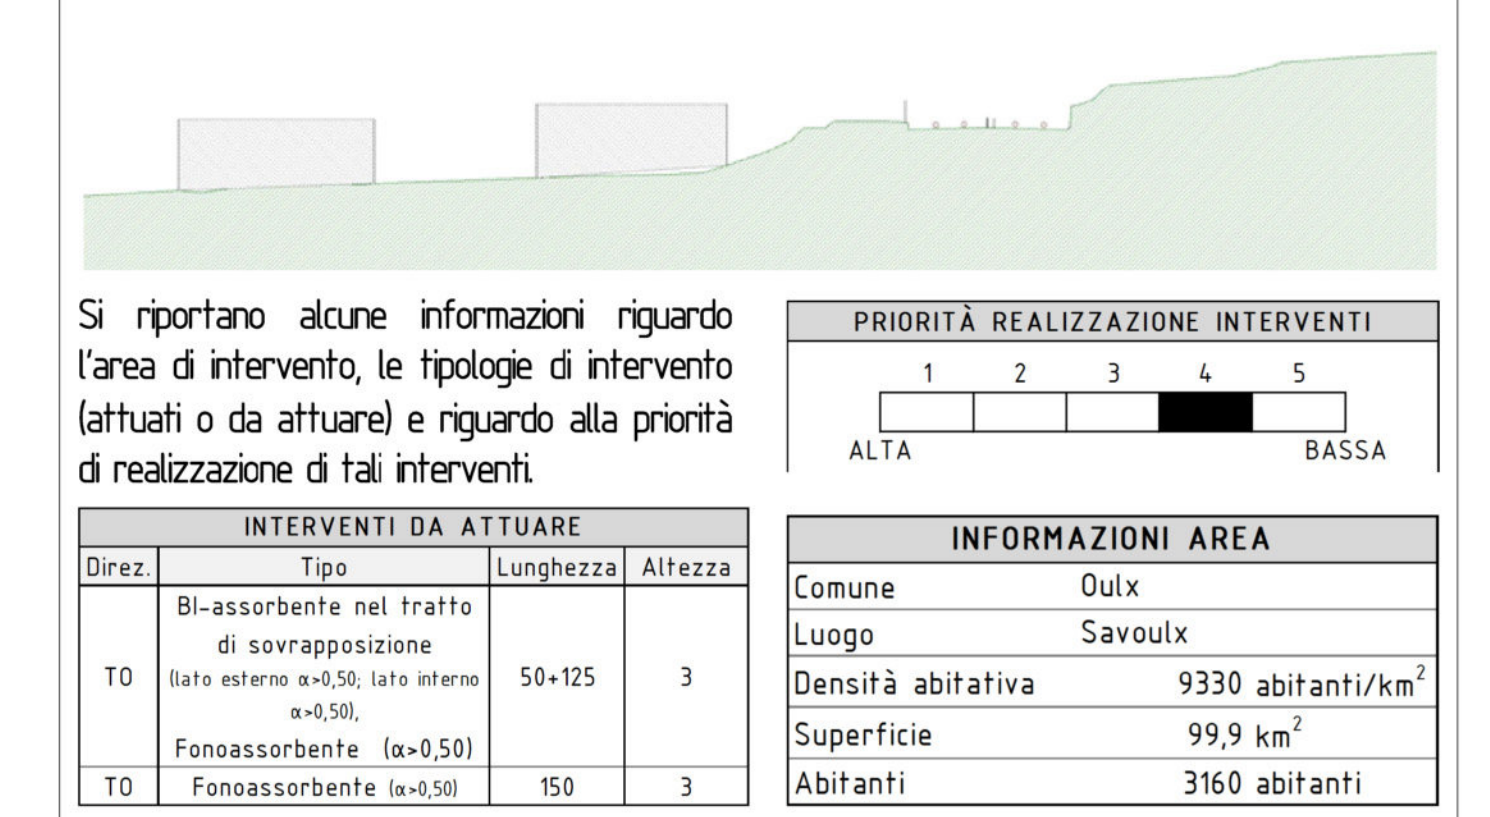 Si riportano alcune informazioni riguardo
l'area di intervento, le tipologie di intervento
(attuati o da attuare) e riguardo alla priorità
di realizzazione di tali interventi.
PRIORITÀ REALIZZAZIONE INTERVENTI
1 2 3 4 5
ALTA BASSA
INTERVENTI DA ATTUARE
Direz. Tipo Lunghezza Altezza
BI-assorbente nel tratto
di sovrapposizione
(lato esterno α>0,50; lato interno
α>0,50),
Fonoassorbente (α>0,50)
TO 50+125 3
TO Fonoassorbente (α>0,50) 150 3
INFORMAZIONI AREA
Comune Oulx
Luogo Savoulx
Densità abitativa 9330 abitanti/km²
Superficie 99,9 km²
Abitanti 3160 abitanti